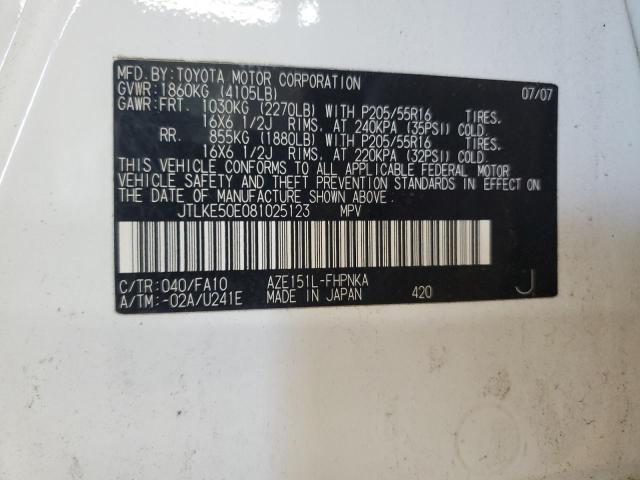 MFD. BY: TOYOTA MOTOR CORPORATION 07/07
GVWR: 1860KG (4105LB)
GAWR: FRT. 1030KG (2270LB) WITH P205/55R16 TIRES.
16X6 1/2J RIMS. AT 240KPA (35PSI) COLD.
RR. 855KG (1880LB) WITH P205/55R16 TIRES.
16X6 1/2J RIMS. AT 220KPA (32PSI) COLD.
THIS VEHICLE CONFORMS TO ALL APPLICABLE FEDERAL MOTOR
VEHICLE SAFETY AND THEFT PREVENTION STANDARDS IN EFFECT ON
THE DATE OF MANUFACTURE SHOWN ABOVE.
JTLKE50E081025123 MPV
C/TR: 040/FA10 AZE151L-FHPNKA
A/TM: -02A/U241E MADE IN JAPAN 420 J